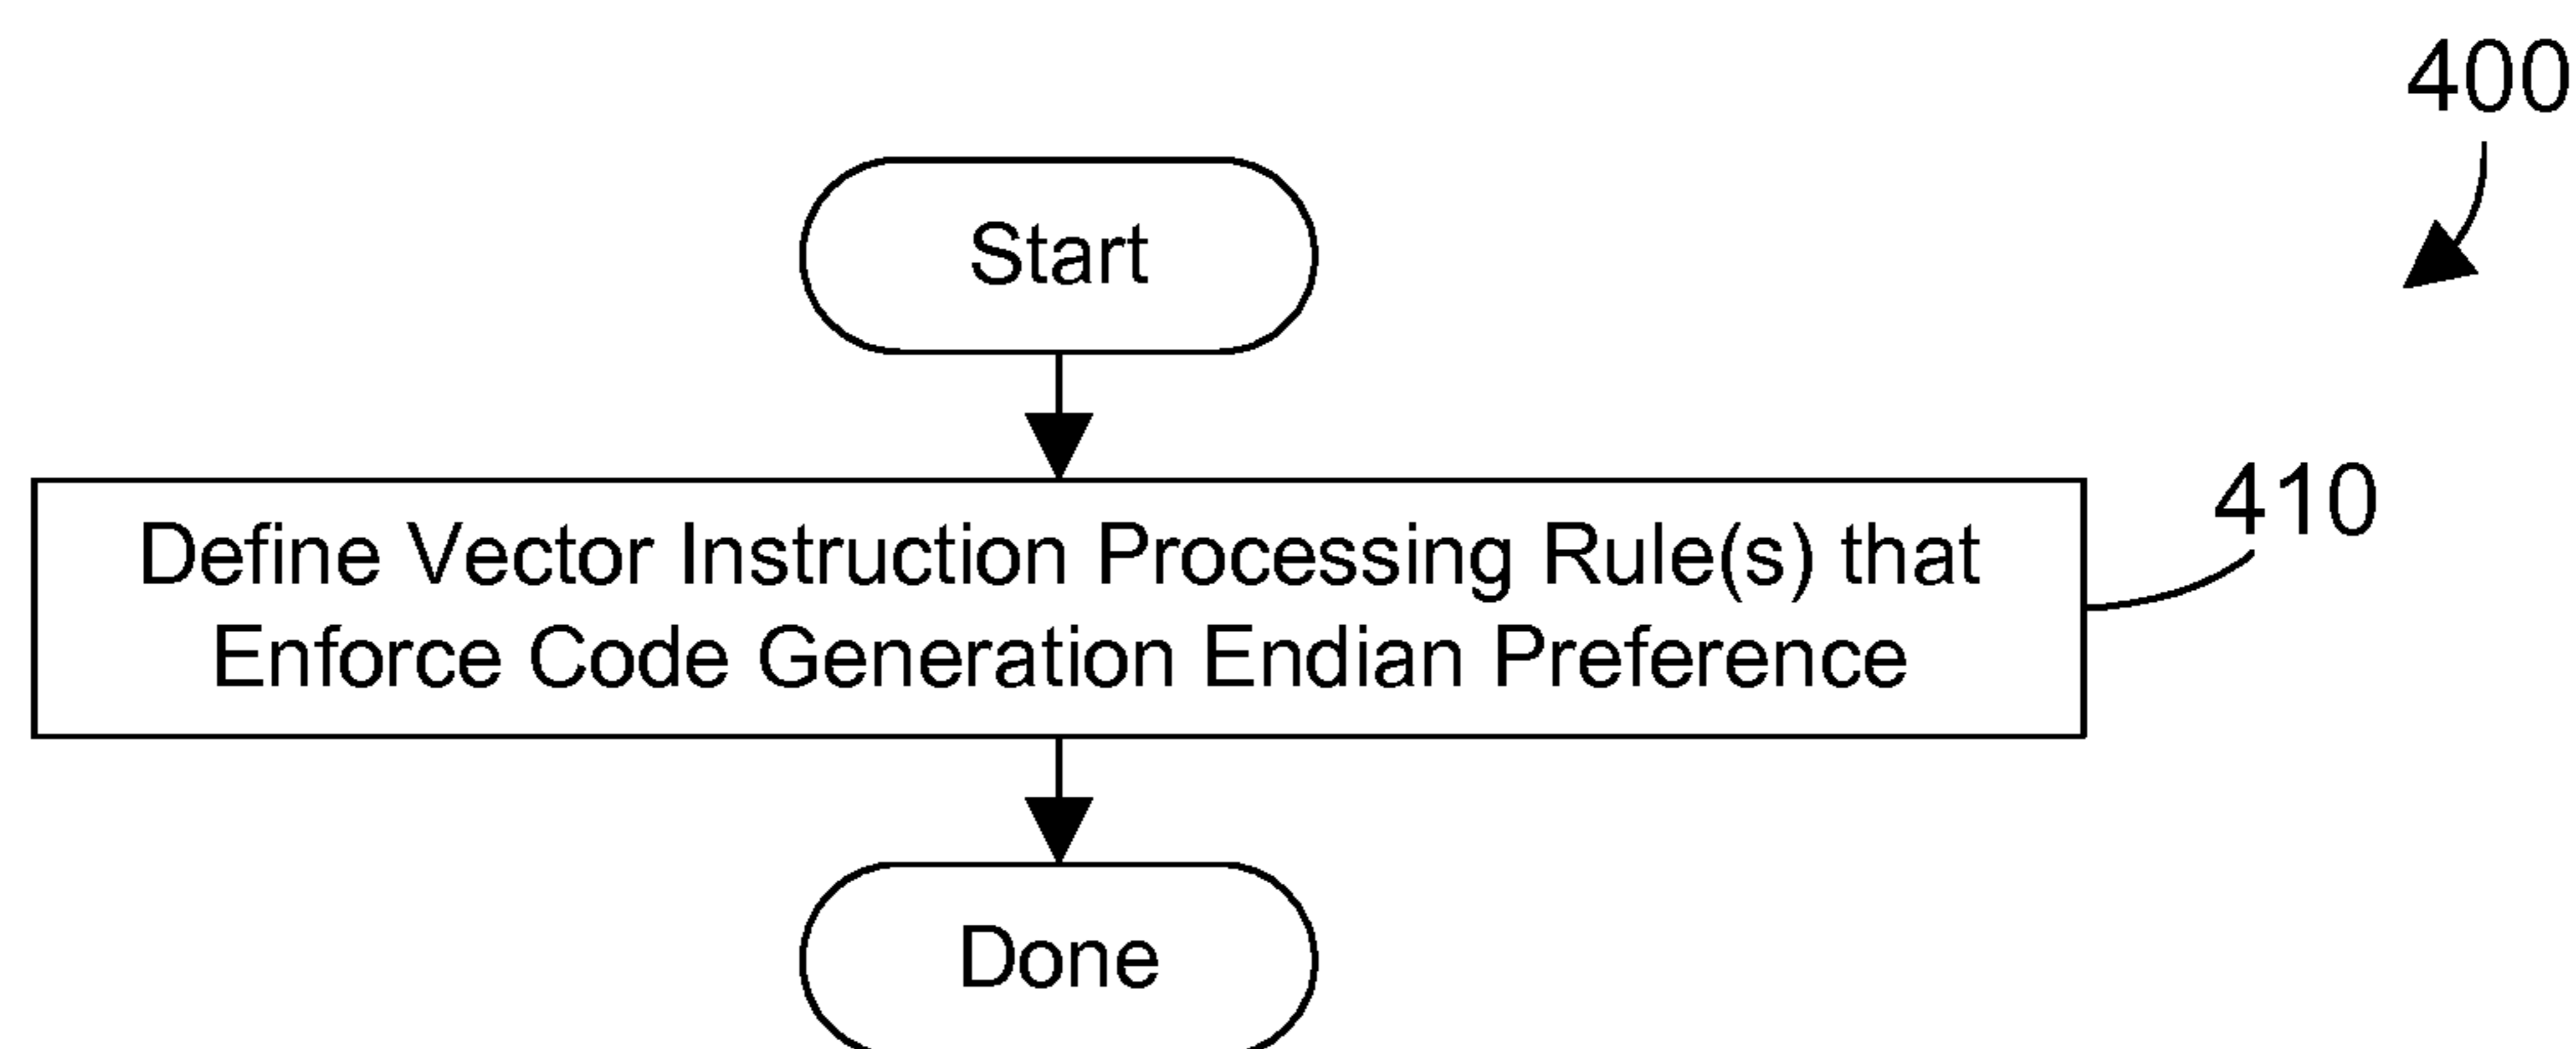 400
Start
410
Define Vector Instruction Processing Rule(s) that
Enforce Code Generation Endian Preference
Done